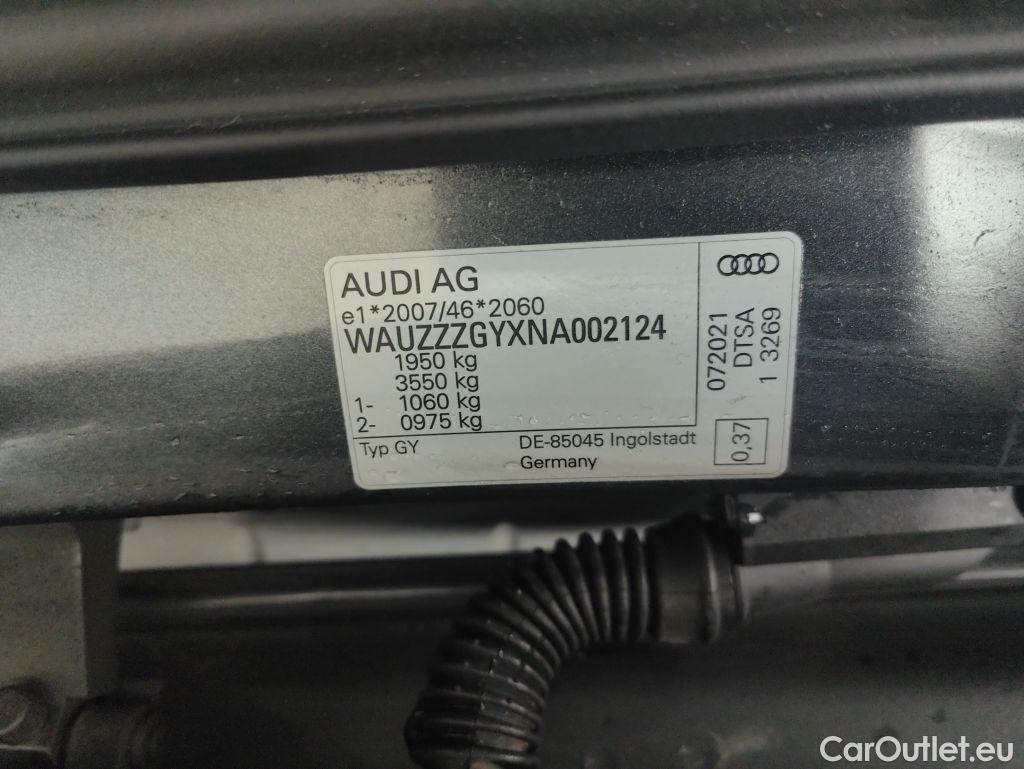 AUDI AG
e1*2007/46*2060
WAUZZZGYXNA002124
1950 kg
3550 kg
1- 1060 kg
2- 0975 kg
Typ GY
DE-85045 Ingolstadt
Germany
072021
DTSA
1 3269
0,37
CarOutlet.eu